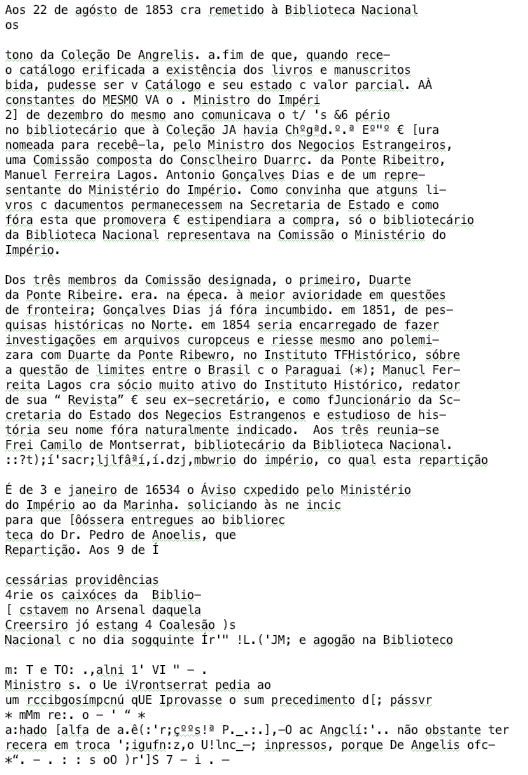 Aos 22 de agósto de 1853 cra remetido à Biblioteca Nacional
os
tono da Coleção De Angrelis. a.fim de que, quando rece—
o catálogo erificada a existência dos livros e manuscritos
bida, pudesse ser v Catálogo e seu estado c valor parcial. AÀ
constantes do MESMO VA o . Ministro do Impéri
2] de dezembro do mesmo ano comunicava o t/ 's &6 pério
no bibliotecário que à Coleção JA havia Chºgªd.º.ª Eº"º € [ura
nomeada para recebê—la, pelo Ministro dos Negocios Estrangeiros,
uma Comissão composta do Consclheiro Duarrc. da Ponte Ribeitro,
Manuel Ferreira Lagos. Antonio Gonçalves Dias e de um repre—
sentante do Ministério do Império. Como convinha que atguns li—
vros c dacumentos permanecessem na Secretaria de Estado e como
fóra esta que promovera € estipendiara a compra, só o bibliotecário
da Biblioteca Nacional representava na Comissão o Ministério do
Império.
Dos três membros da Comissão designada, o primeiro, Duarte
da Ponte Ribeire. era. na épeca. à meior avioridade em questões
de fronteira; Gonçalves Dias já fóra incumbido. em 1851, de pes—
quisas históricas no Norte. em 1854 seria encarregado de fazer
investigações em arquivos curopceus e riesse mesmo ano polemi—
zara com Duarte da Ponte Ribewro, no Instituto TFHistórico, sóbre
a questão de limites entre o Brasil c o Paraguai (*); Manucl Fer—
reita Lagos cra sócio muito ativo do Instituto Histórico, redator
de sua “ Revista” € seu ex—secretário, e como fJuncionário da Sc—
cretaria do Estado dos Negecios Estrangenos e estudioso de his—
tória seu nome fóra naturalmente indicado.  Aos três reunia—se
Frei Camilo de Montserrat, bibliotecário da Biblioteca Nacional.
::?t);í'sacr;ljlfâªí,í.dzj,mbwrio do império, co qual esta repartição
É de 3 e janeiro de 16534 o Áviso cxpedido pelo Ministério
do Império ao da Marinha. soliciando às ne incic
para que [ôóssera entregues ao bibliorec
teca do Dr. Pedro de Anoelis, que
Repartição. Aos 9 de Í
cessárias providências
4rie os caixóces da  Biblio—
[ cstavem no Arsenal daquela
Creersiro jó estang 4 Coalesão )s
Nacional c no dia sogquinte Ír'" !L.('JM; e agogão na Biblioteco
m: T e TO: .,alni 1' VI " — .
Ministro s. o Ue iVrontserrat pedia ao
um rccibgosímpcnú qUE Iprovasse o sum precedimento d[; pássvr
* mMm re:. o — ' “ *
a:hado [alfa de a.ê(:'r;çººs!ª P._.:.],—O ac Angclí:'.. não obstante ter
recera em troca ';igufn:z,o U!lnc_—; inpressos, porque De Angelis ofc—
*“. — . : : s oO )r']S 7 — i . —